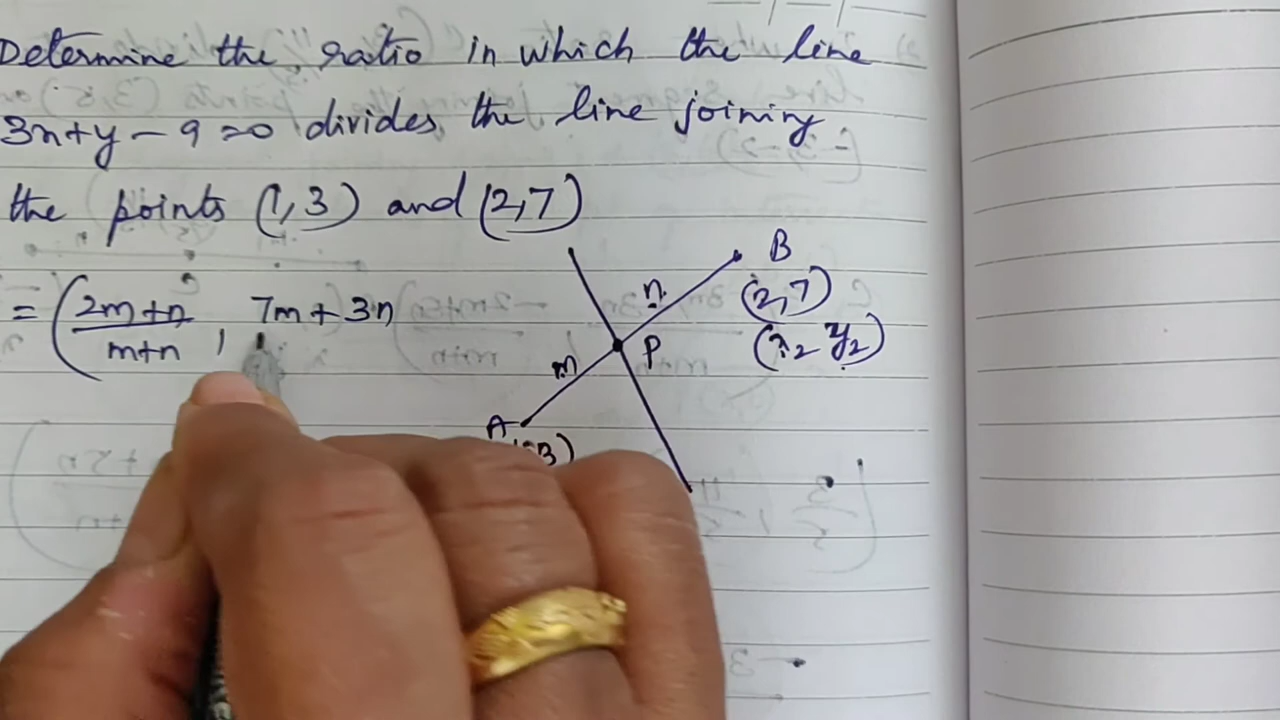 Determine the ratio in which the line
3x+y-9=0 divides the line joining
the points (1,3) and (2,7)
= (2m+n/m+n, 7m+3n
B
(2,7)
(x₂ y₂)
n
P
m
A